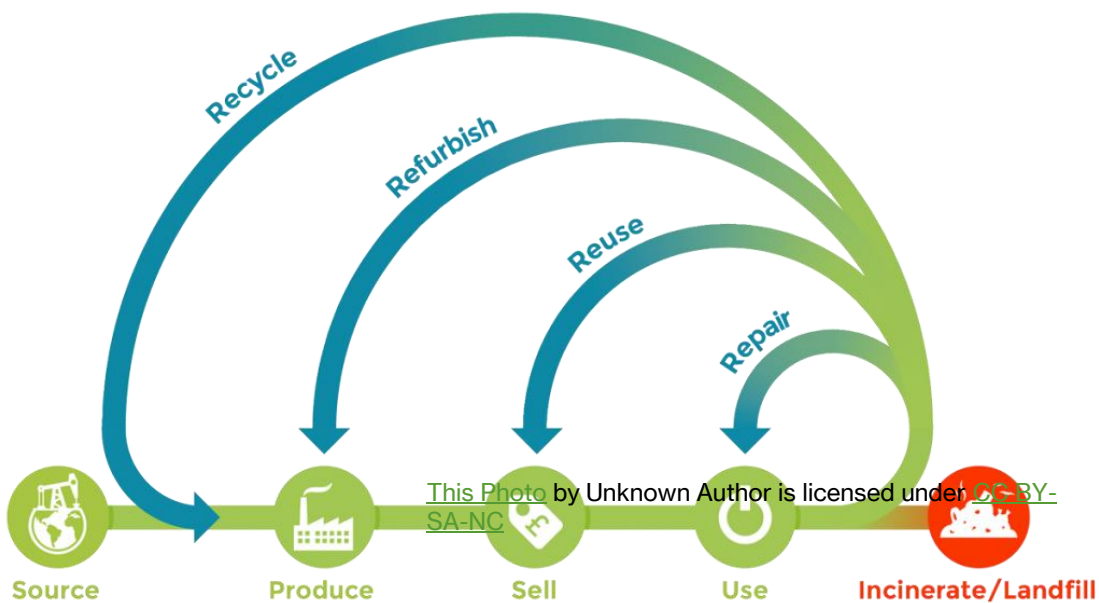 Recycle
Refurbish
Reuse
Repair
This Photo by Unknown Author is licensed under CC BY-
SA-NC
£
Source
Produce
Sell
Use
Incinerate/Landfill